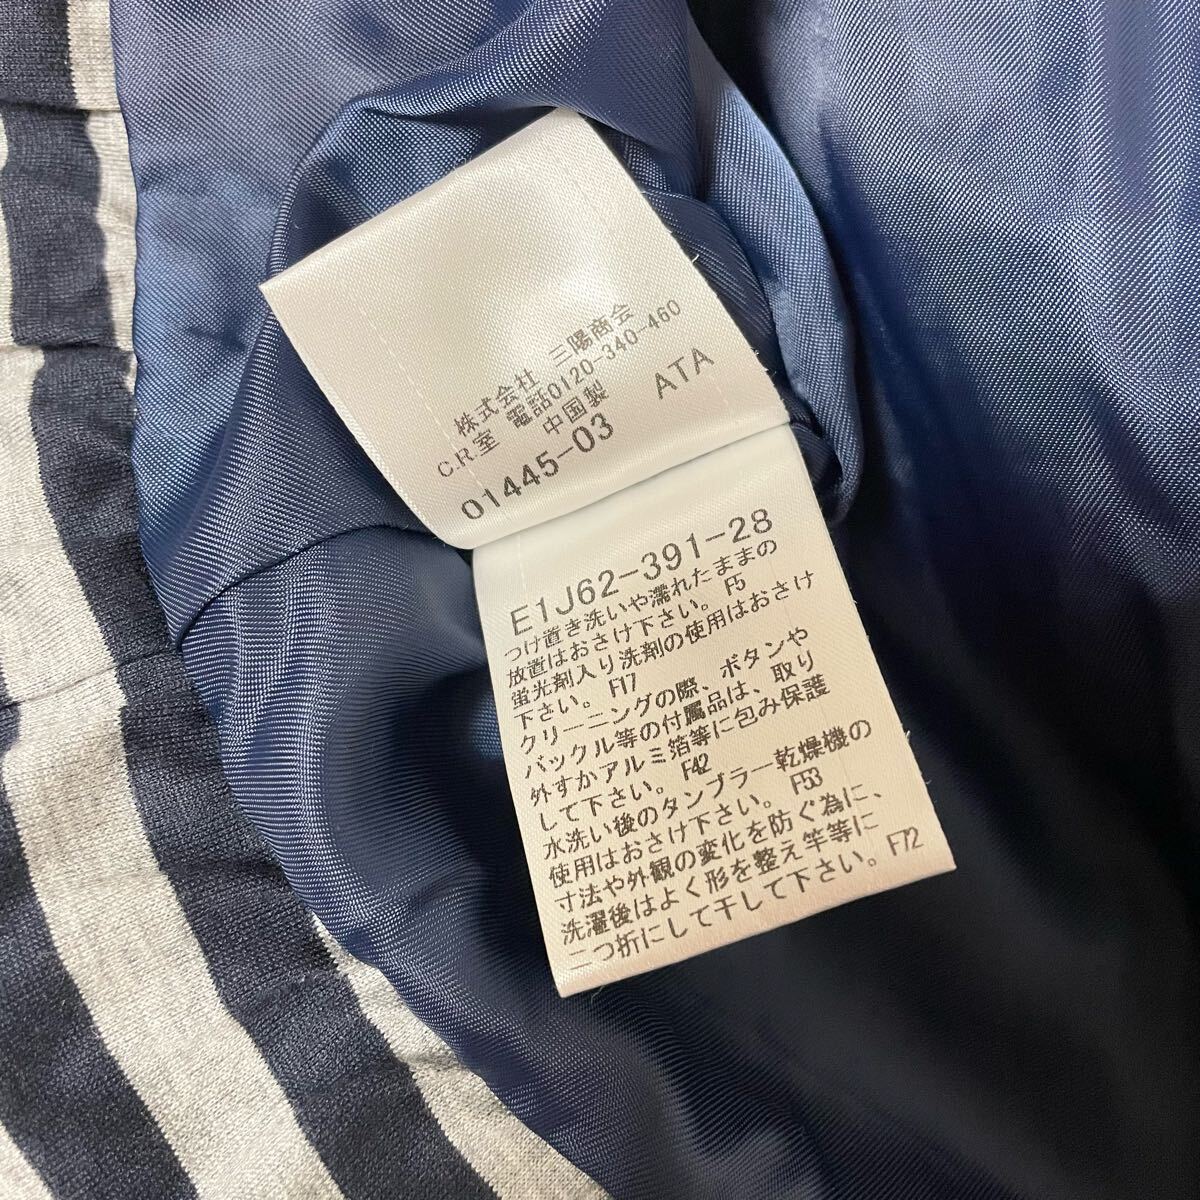 株式会社 三陽商会
C.R.室 電話0120-340-460
中国製
01445-03 ATA
E1J62-391-28
つけ置き洗いや濡れたままの
放置はおさけ下さい。F5
蛍光剤入り洗剤の使用はおさけ
下さい。F17
クリーニングの際、ボタンや
バックル等の付属品は、取り
外すかアルミ箔等に包み保護
して下さい。F42
水洗い後のタンブラー乾燥機の
使用はおさけ下さい。F53
寸法や外観の変化を防ぐ為に、
洗濯後はよく形を整え竿等に
二つ折にして干して下さい。F72